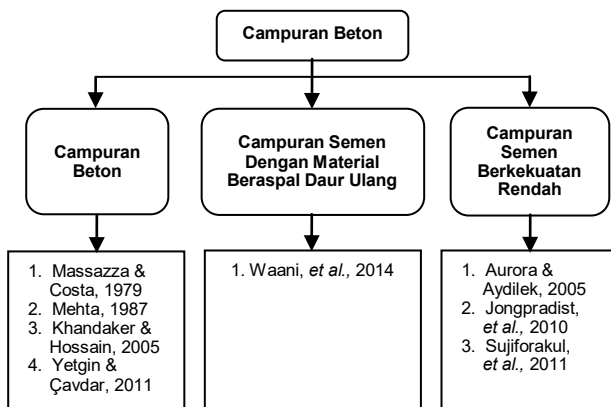 Campuran Beton
Campuran
Beton
Campuran Semen
Dengan Material
Beraspal Daur Ulang
Campuran
Semen
Berkekuatan
Rendah
1. Massazza &
Costa, 1979
2. Mehta, 1987
3. Khandaker &
Hossain, 2005
4. Yetgin &
Çavdar, 2011
1. Waani, et al., 2014
1. Aurora &
Aydilek, 2005
2. Jongpradist,
et al., 2010
3. Sujiforakul,
et al., 2011